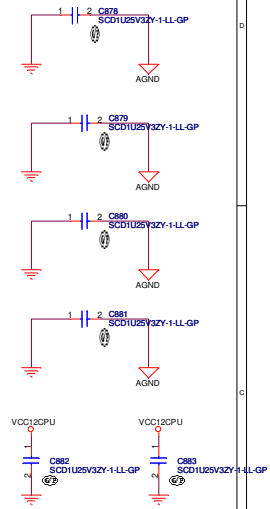 1 2 C878
SCD1U25V3ZY-1-LL-GP
D
AGND
1 2 C879
SCD1U25V3ZY-1-LL-GP
AGND
1 2 C880
SCD1U25V3ZY-1-LL-GP
AGND
1 2 C881
SCD1U25V3ZY-1-LL-GP
AGND
C
VCC12CPU VCC12CPU
1 1
C882 C883
SCD1U25V3ZY-1-LL-GP SCD1U25V3ZY-1-LL-GP
2 2